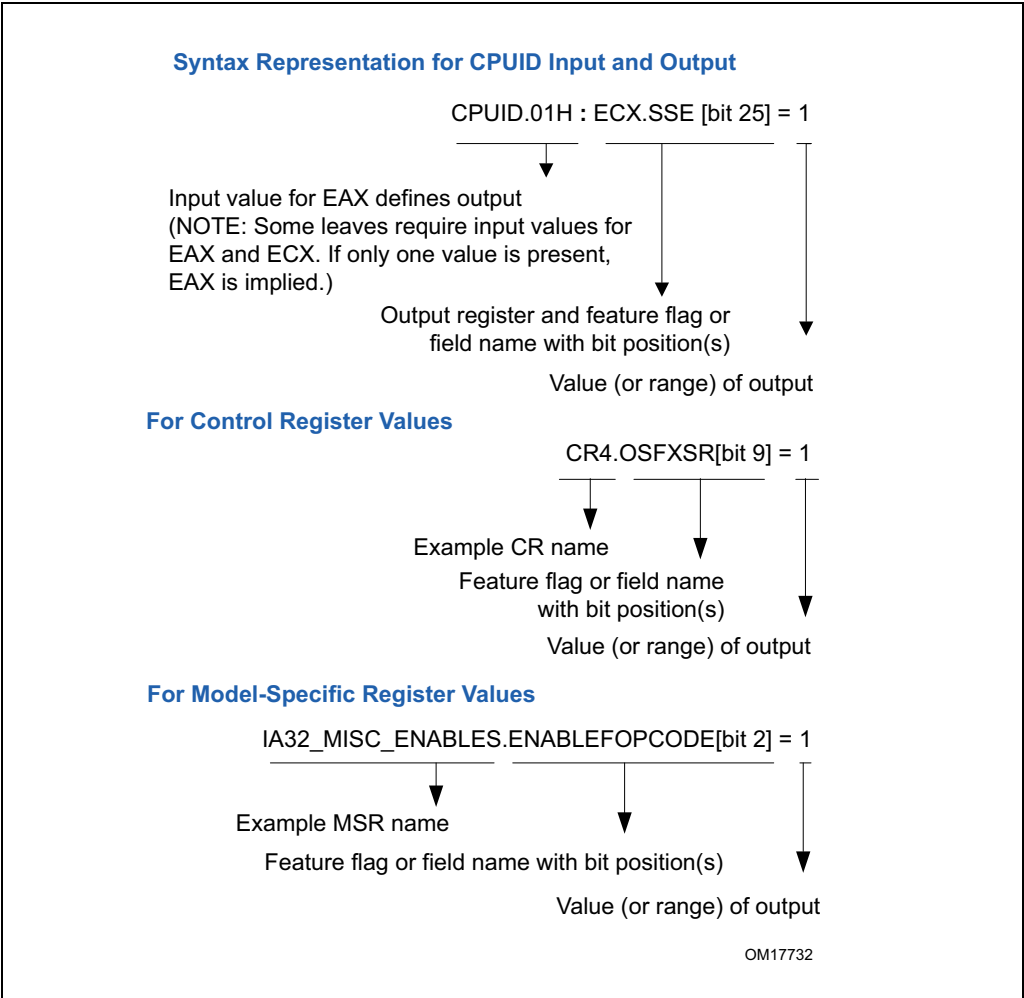 Syntax Representation for CPUID Input and Output
CPUID.01H : ECX.SSE [bit 25] = 1
Input value for EAX defines output
(NOTE: Some leaves require input values for
EAX and ECX. If only one value is present,
EAX is implied.)
Output register and feature flag or
field name with bit position(s)
Value (or range) of output
For Control Register Values
CR4.OSFXSR[bit 9] = 1
Example CR name
Feature flag or field name
with bit position(s)
Value (or range) of output
For Model-Specific Register Values
IA32_MISC_ENABLES.ENABLEFOPCODE[bit 2] = 1
Example MSR name
Feature flag or field name with bit position(s)
Value (or range) of output
OM17732